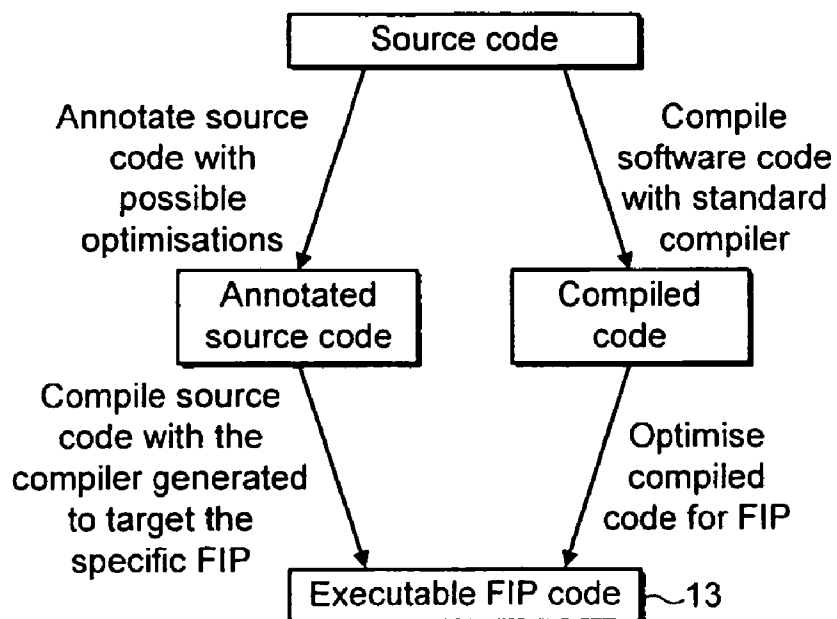 Source code
Annotate source
code with
possible
optimisations
Compile
software code
with standard
compiler
Annotated
source code
Compiled
code
Compile source
code with the
compiler generated
to target the
specific FIP
Optimise
compiled
code for FIP
Executable FIP code
13